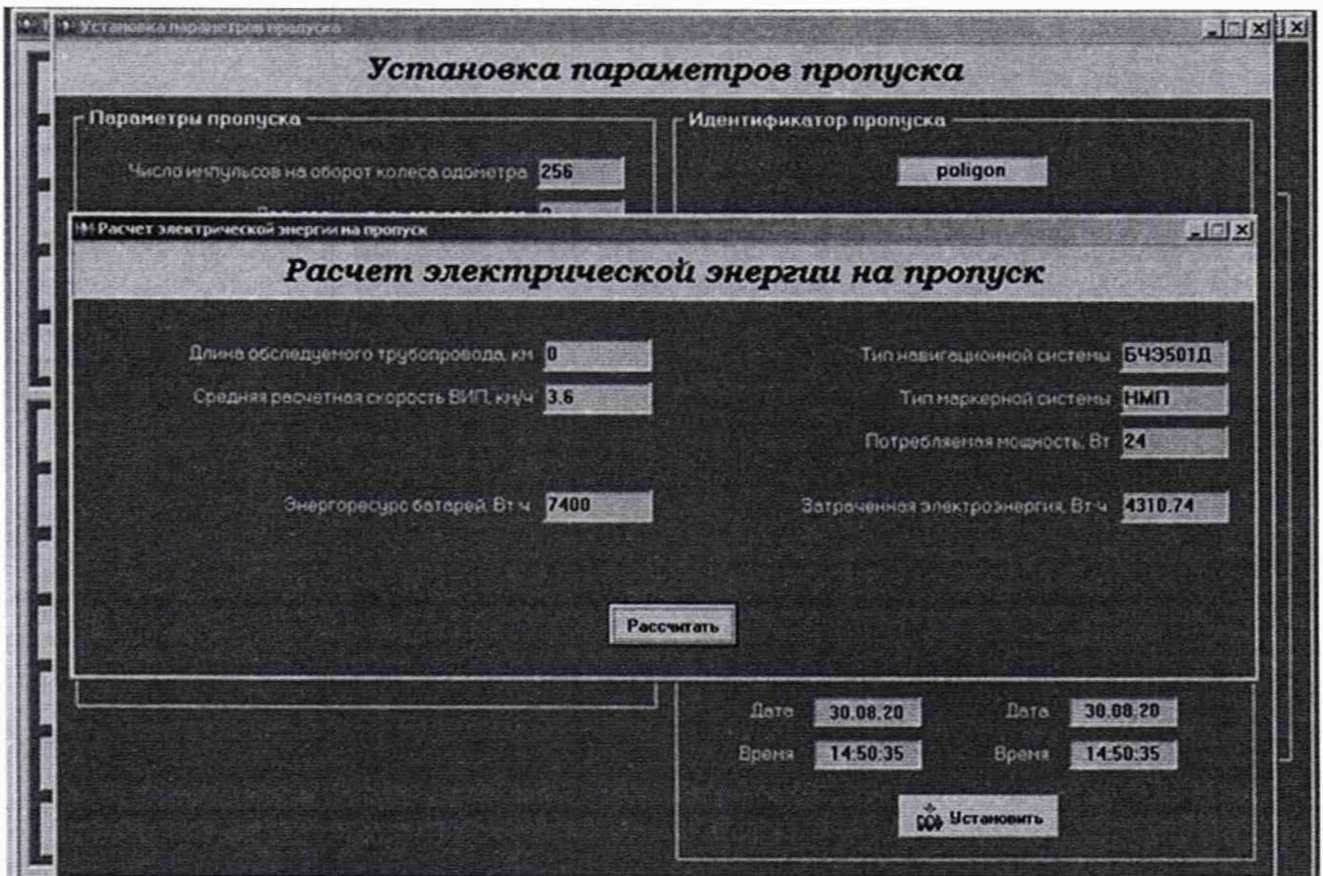 Установка параметров пропуска
Установка параметров пропуска
Параметры пропуска
Идентификатор пропуска
Число импульсов на оборот колеса одометра 256
poligon
Расчет электрической энергии на пропуск
Расчет электрической энергии на пропуск
Длина обследуемого трубопровода, км 0
Тип навигационной системы БЧЭ501Д
Средняя расчетная скорость ВИП, км/ч 3.6
Тип маркерной системы НМП
Потребляемая мощность, Вт 24
Энергоресурс батарей, Вт·ч 7400
Затраченная электроэнергия, Вт·ч 4310.74
Рассчитать
Дата 30.08.20 Дата 30.08.20
Время 14:50:35 Время 14:50:35
Установить